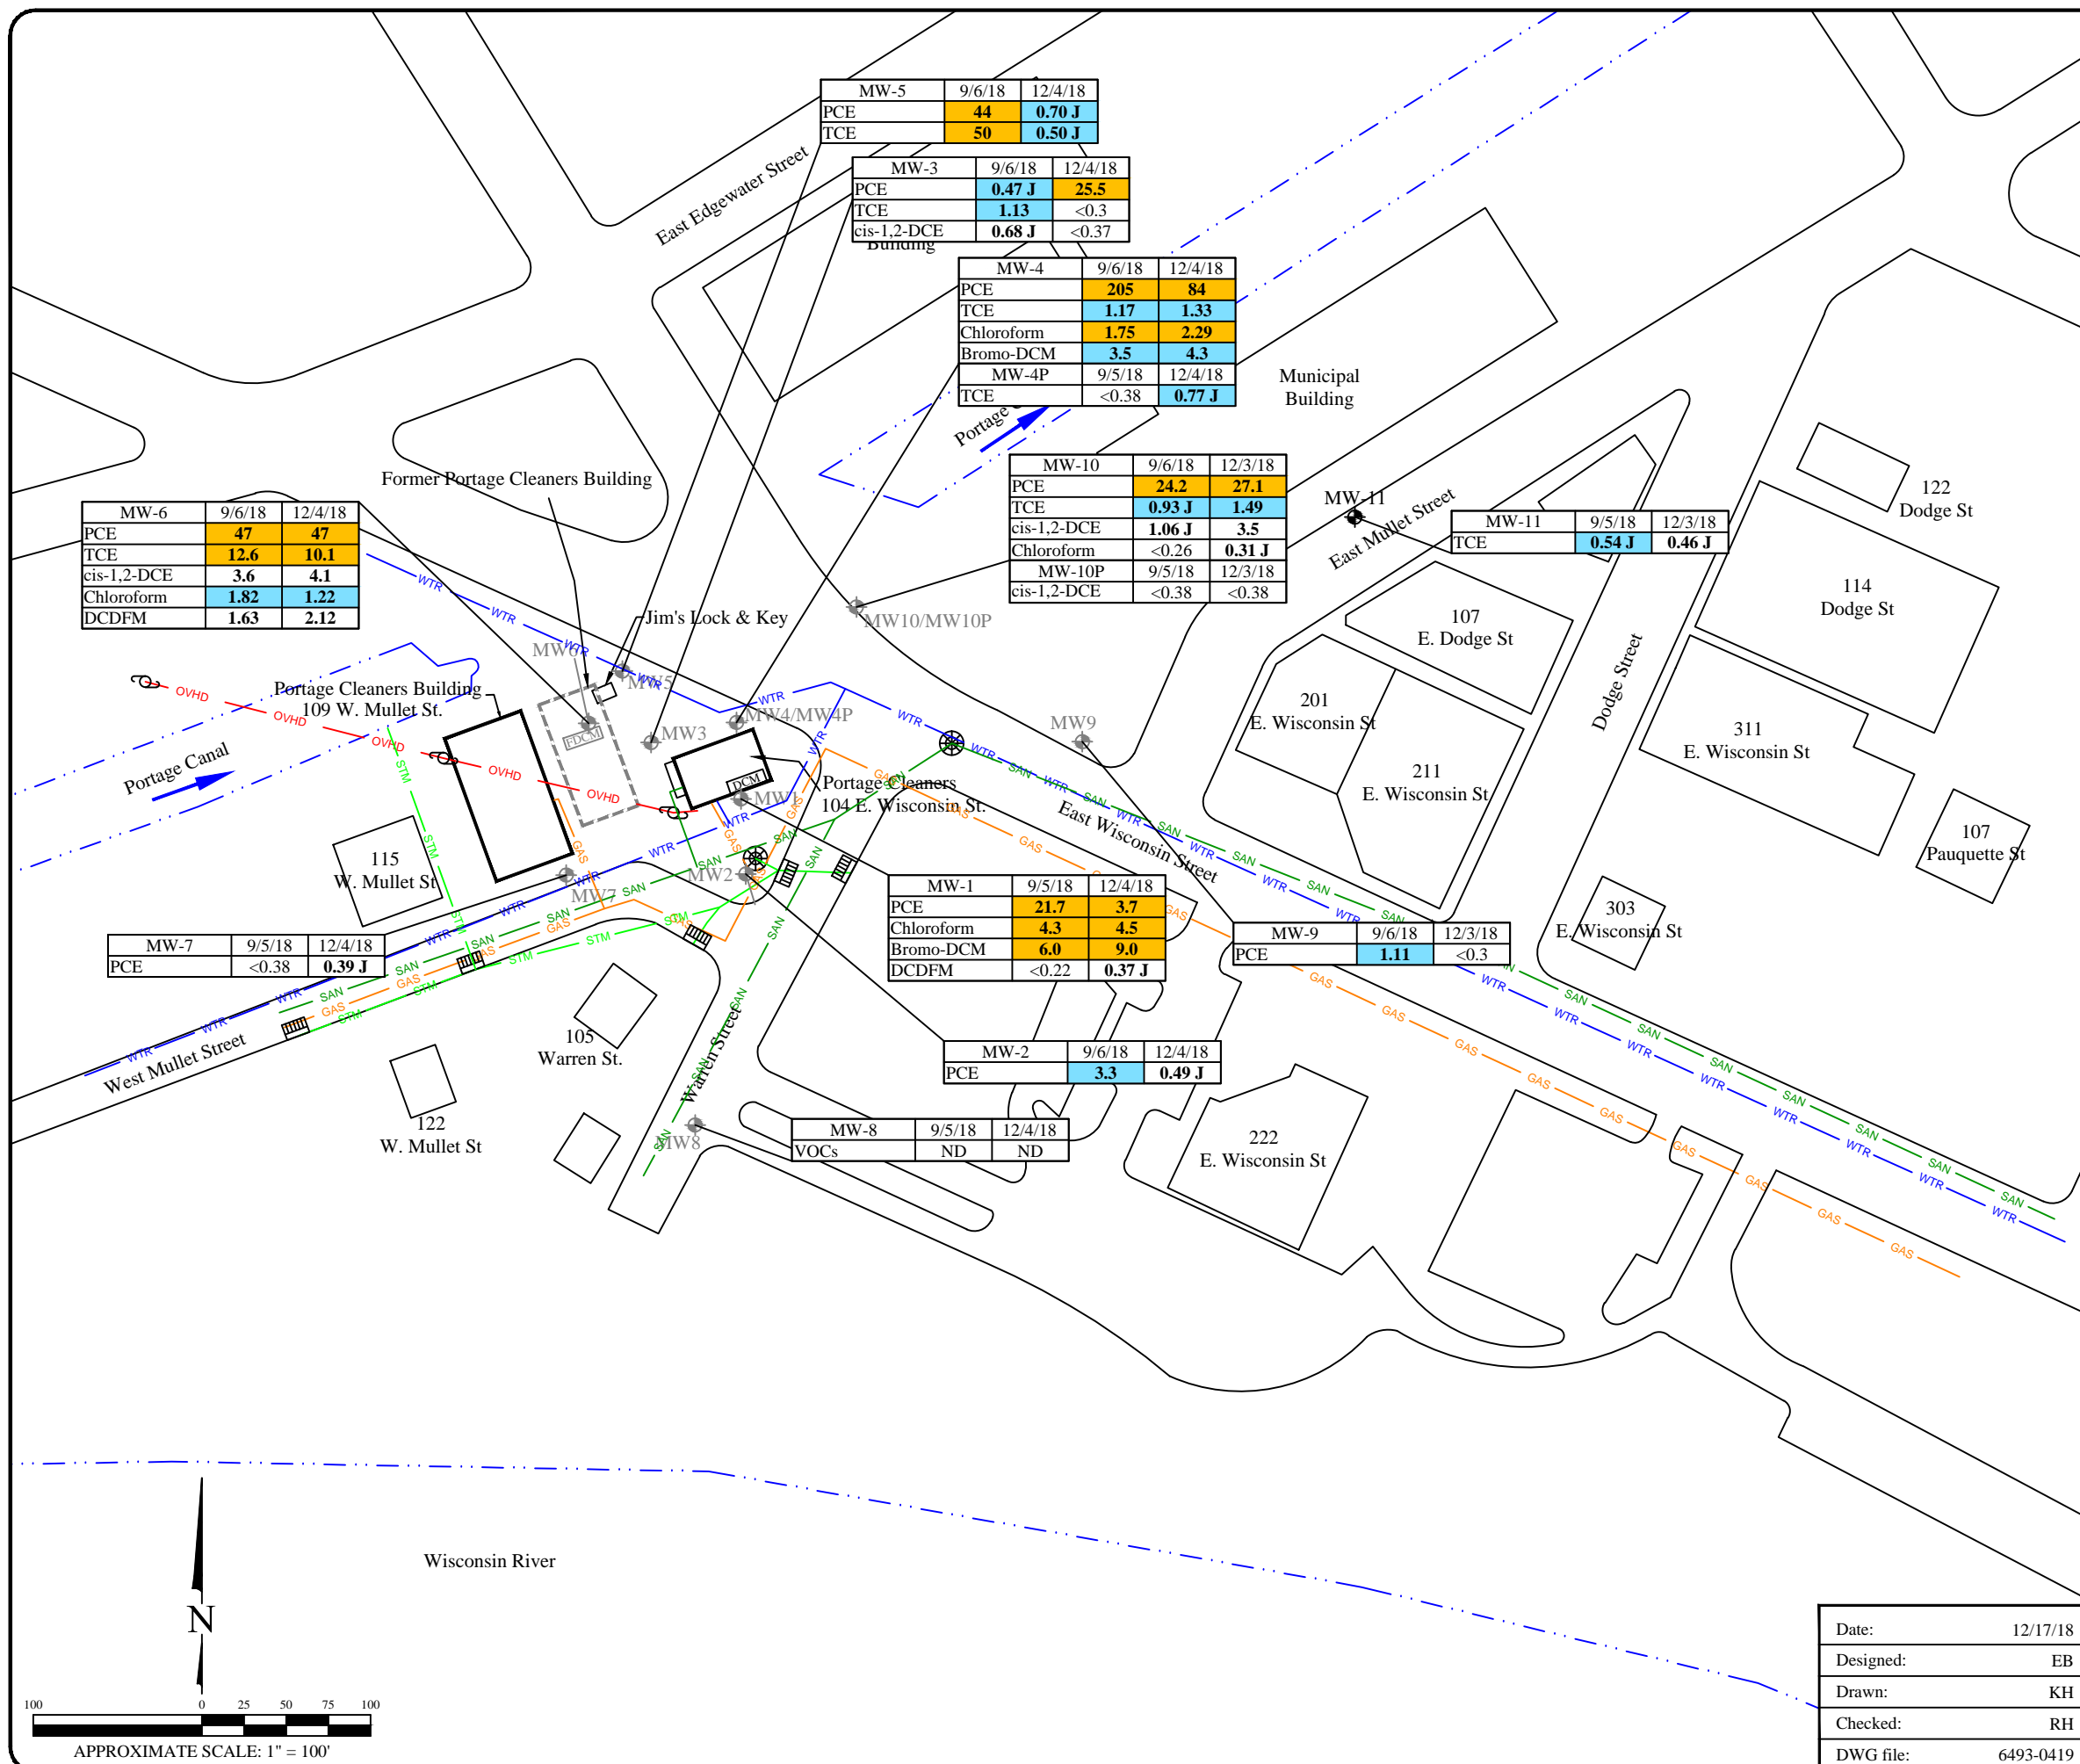 MW-5 9/6/18 12/4/18
PCE 44 0.70 J
TCE 50 0.50 J
MW-3 9/6/18 12/4/18
PCE 0.47 J 25.5
TCE 1.13 <0.3
cis-1,2-DCE 0.68 J <0.37
East Edgewater Street
Building
MW-4 9/6/18 12/4/18
PCE 205 84
TCE 1.17 1.33
Chloroform 1.75 2.29
Bromo-DCM 3.5 4.3
MW-4P 9/5/18 12/4/18
TCE <0.38 0.77 J
Municipal
Building
Portage
MW-10 9/6/18 12/3/18
PCE 24.2 27.1
TCE 0.93 J 1.49
cis-1,2-DCE 1.06 J 3.5
Chloroform <0.26 0.31 J
MW-10P 9/5/18 12/3/18
cis-1,2-DCE <0.38 <0.38
MW-11
East Mullet Street
MW-11 9/5/18 12/3/18
TCE 0.54 J 0.46 J
122
Dodge St
114
Dodge St
107
E. Dodge St
Former Portage Cleaners Building
MW-6 9/6/18 12/4/18
PCE 47 47
TCE 12.6 10.1
cis-1,2-DCE 3.6 4.1
Chloroform 1.82 1.22
DCDFM 1.63 2.12
Jim's Lock & Key
MW10/MW10P
MW6
MW5
Portage Cleaners Building
109 W. Mullet St.
MW4/MW4P
MW3
FDCM
MW9
201
E. Wisconsin St
Dodge Street
311
E. Wisconsin St
211
E. Wisconsin St
Portage Canal
DCM
MW1
Portage Cleaners
104 E. Wisconsin St.
East Wisconsin Street
115
W. Mullet St
MW2
MW7
107
Pauquette St
303
E. Wisconsin St
MW-1 9/5/18 12/4/18
PCE 21.7 3.7
Chloroform 4.3 4.5
Bromo-DCM 6.0 9.0
DCDFM <0.22 0.37 J
MW-7 9/5/18 12/4/18
PCE <0.38 0.39 J
MW-9 9/6/18 12/3/18
PCE 1.11 <0.3
West Mullet Street
105
Warren St.
Warren Street
MW-2 9/6/18 12/4/18
PCE 3.3 0.49 J
122
W. Mullet St
MW8
MW-8 9/5/18 12/4/18
VOCs ND ND
222
E. Wisconsin St
WTR
OVHD
STM
GAS
SAN
Wisconsin River
N
100 0 25 50 75 100
APPROXIMATE SCALE: 1" = 100'
Date: 12/17/18
Designed: EB
Drawn: KH
Checked: RH
DWG file: 6493-0419